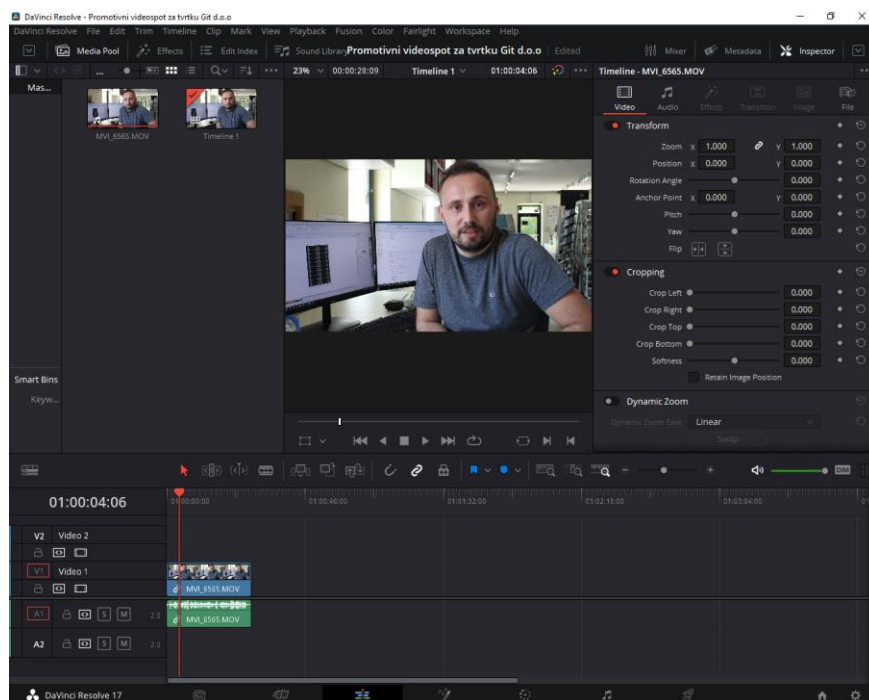 DaVinci Resolve - Promotivni videospot za tvrtku Git d.o.o
DaVinci Resolve File Edit Trim Timeline Clip Mark View Playback Fusion Color Fairlight Workspace Help
Media Pool Effects Edit Index Sound Library Promotivni videospot za tvrtku Git d.o.o Edited Mixer Metadata Inspector
23% 00:00:28:09 Timeline 1 01:00:04:06 Timeline - MVI_6565.MOV
Mas...
Video Audio Effects Transition Image File
MVI_6565.MOV Timeline 1
Transform
Zoom X 1.000 Y 1.000
Position X 0.000 Y 0.000
Rotation Angle 0.000
Anchor Point X 0.000 Y 0.000
Pitch 0.000
Yaw 0.000
Flip
Cropping
Crop Left 0.000
Crop Right 0.000
Crop Top 0.000
Crop Bottom 0.000
Softness 0.000
Retain Image Position
Smart Bins
Keyw...
Dynamic Zoom
Dynamic Zoom Ease Linear
Swap
DIM
01:00:04:06
01:00:00:00 01:00:46:00 01:01:32:00 01:02:18:00 01:03:04:00
V2 Video 2
V1 Video 1
MVI_6565.MOV
A1 S M 2.0
MVI_6565.MOV
A2 S M 2.0
DaVinci Resolve 17